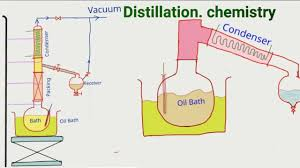 Vacuum
Distillation. chemistry
Condenser
Condenser
Packing
Receiver
Bath
Oil Bath
Oil Bath